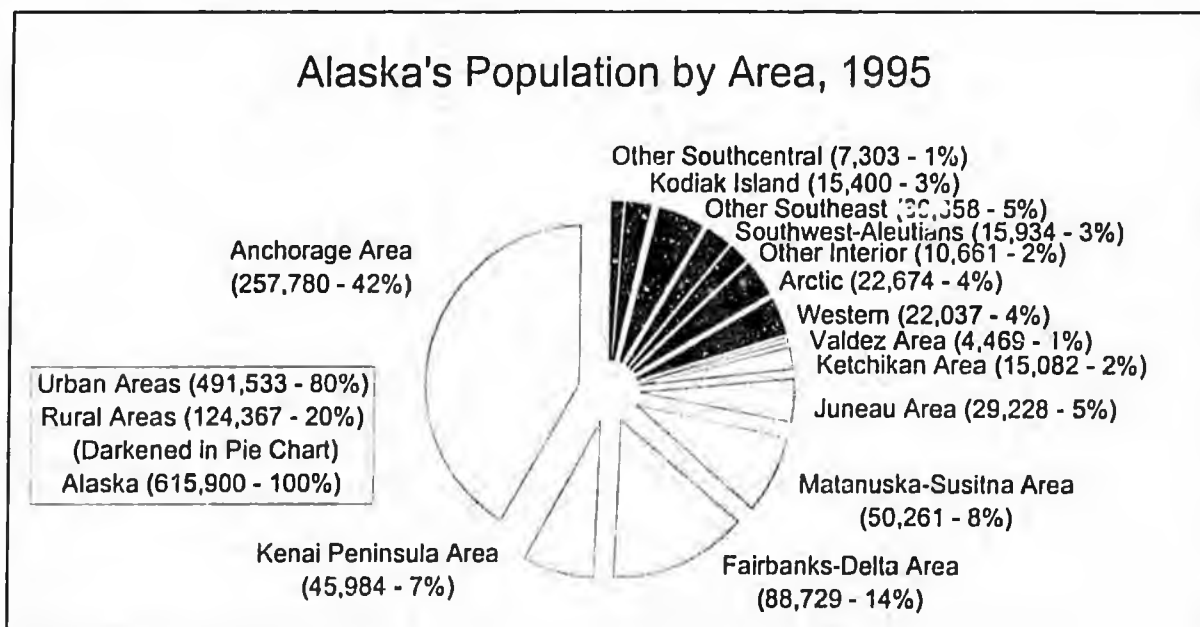 Alaska's Population by Area, 1995
Other Southcentral (7,303 - 1%)
Kodiak Island (15,400 - 3%)
Other Southeast (30,358 - 5%)
Southwest-Aleutians (15,934 - 3%)
Other Interior (10,661 - 2%)
Arctic (22,674 - 4%)
Western (22,037 - 4%)
Valdez Area (4,469 - 1%)
Ketchikan Area (15,082 - 2%)
Juneau Area (29,228 - 5%)
Matanuska-Susitna Area
(50,261 - 8%)
Fairbanks-Delta Area
(88,729 - 14%)
Kenai Peninsula Area
(45,984 - 7%)
Anchorage Area
(257,780 - 42%)
Urban Areas (491,533 - 80%)
Rural Areas (124,367 - 20%)
(Darkened in Pie Chart)
Alaska (615,900 - 100%)